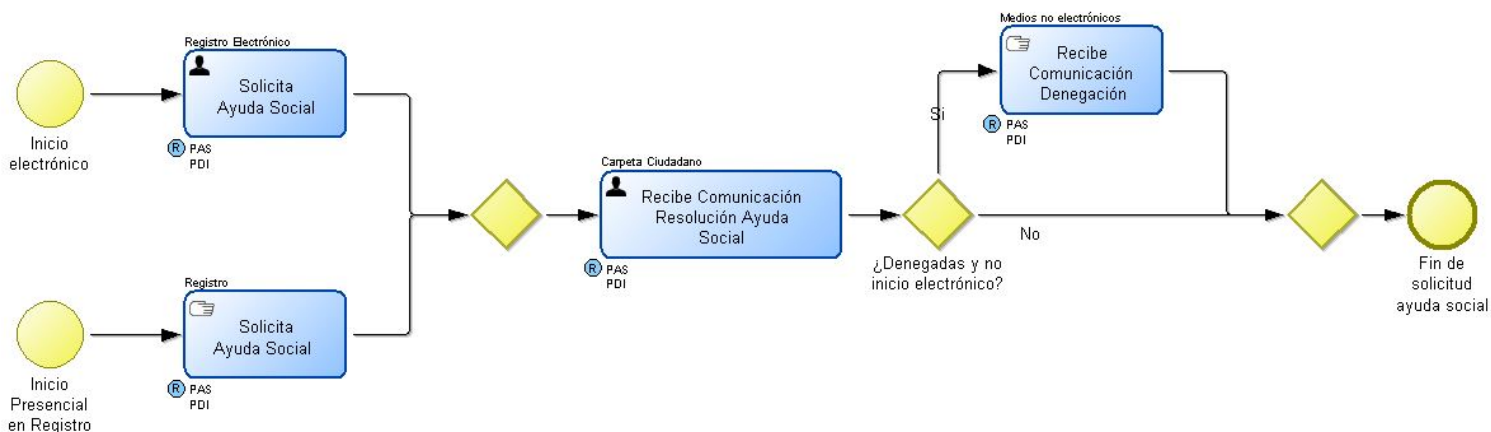 Registro Electrónico
Solicita
Ayuda Social
R PAS
PDI
Inicio
electrónico
Registro
Solicita
Ayuda Social
R PAS
PDI
Inicio
Presencial
en Registro
Carpeta Ciudadano
Recibe Comunicación
Resolución Ayuda
Social
R PAS
PDI
¿Denegadas y no
inicio electrónico?
Si
No
Medios no electrónicos
Recibe
Comunicación
Denegación
R PAS
PDI
Fin de
solicitud
ayuda social